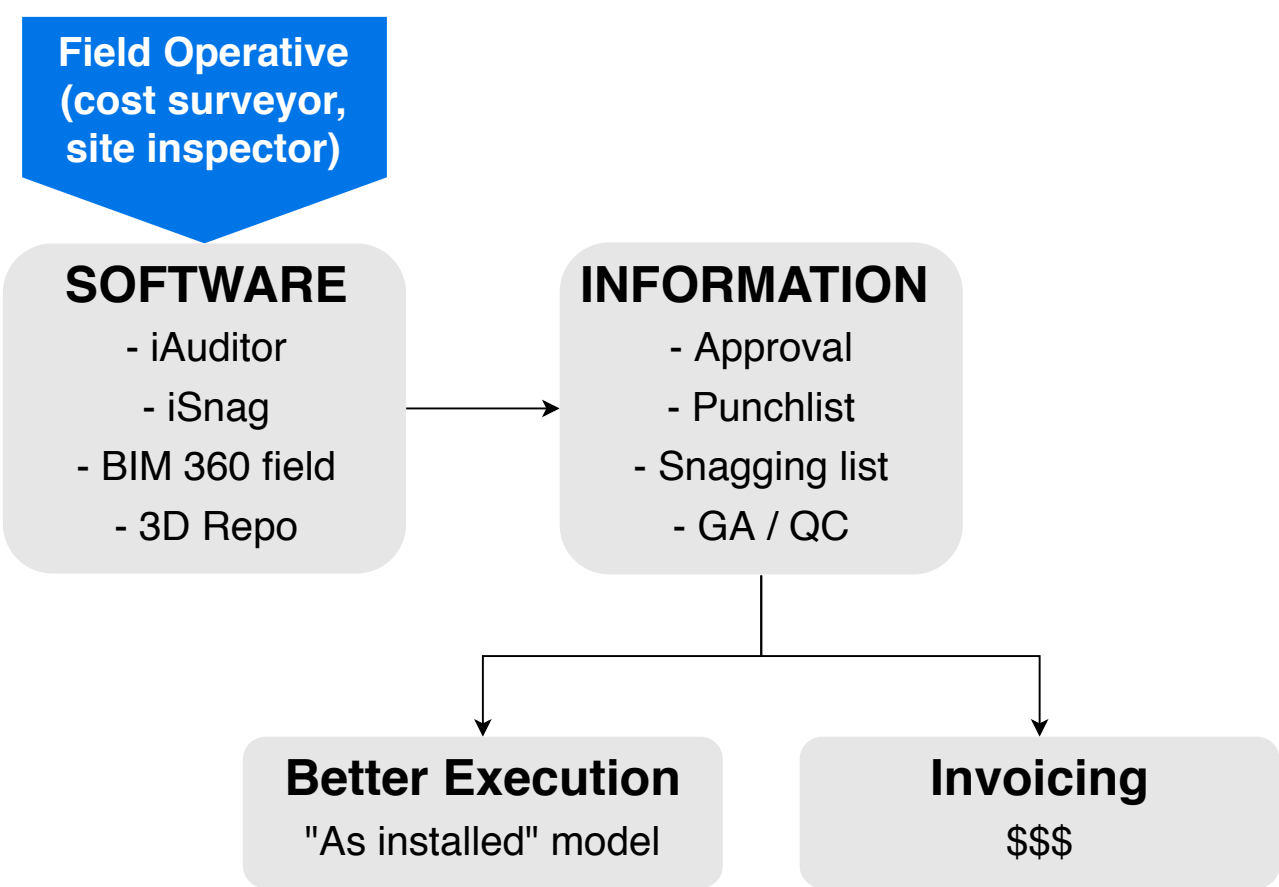 Field Operative
(cost surveyor,
site inspector)
SOFTWARE
- iAuditor
- iSnag
- BIM 360 field
- 3D Repo
INFORMATION
- Approval
- Punchlist
- Snagging list
- GA / QC
Better Execution
"As installed" model
Invoicing
$$$